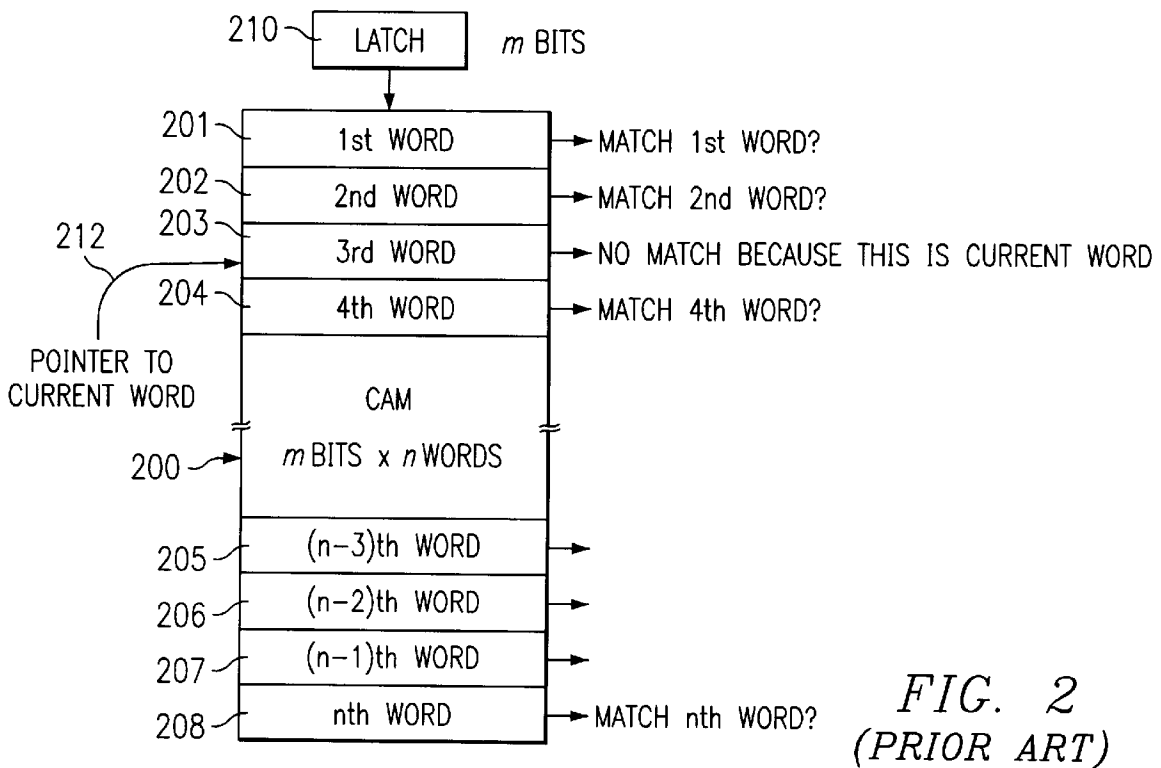 210 LATCH m BITS
201 1st WORD MATCH 1st WORD?
202 2nd WORD MATCH 2nd WORD?
203 3rd WORD NO MATCH BECAUSE THIS IS CURRENT WORD
212
204 4th WORD MATCH 4th WORD?
POINTER TO
CURRENT WORD
CAM
200 m BITS x n WORDS
205 (n-3)th WORD
206 (n-2)th WORD
207 (n-1)th WORD
208 nth WORD MATCH nth WORD?
FIG. 2
(PRIOR ART)